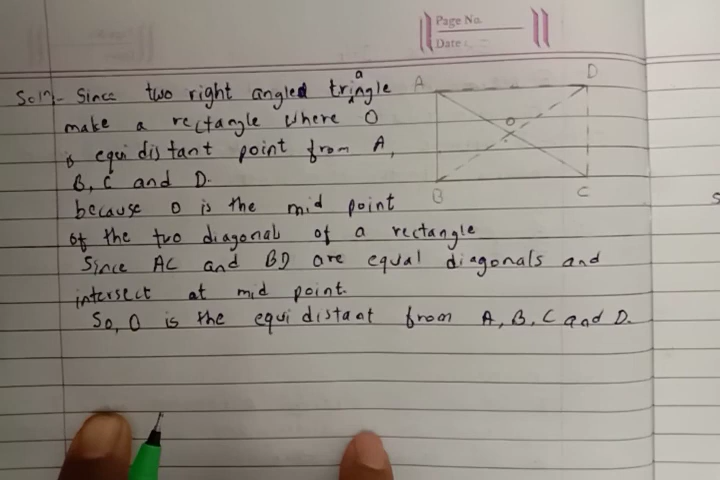 Page No.
Date :
Soln- Since two right angled triangle
make a rectangle where O
is equidistant point from A,
B, C and D.
because O is the mid point
of the two diagonal of a rectangle
Since AC and BD are equal diagonals and
intersect at mid point.
So, O is the equidistant from A, B, C and D.
A
D
O
B
C